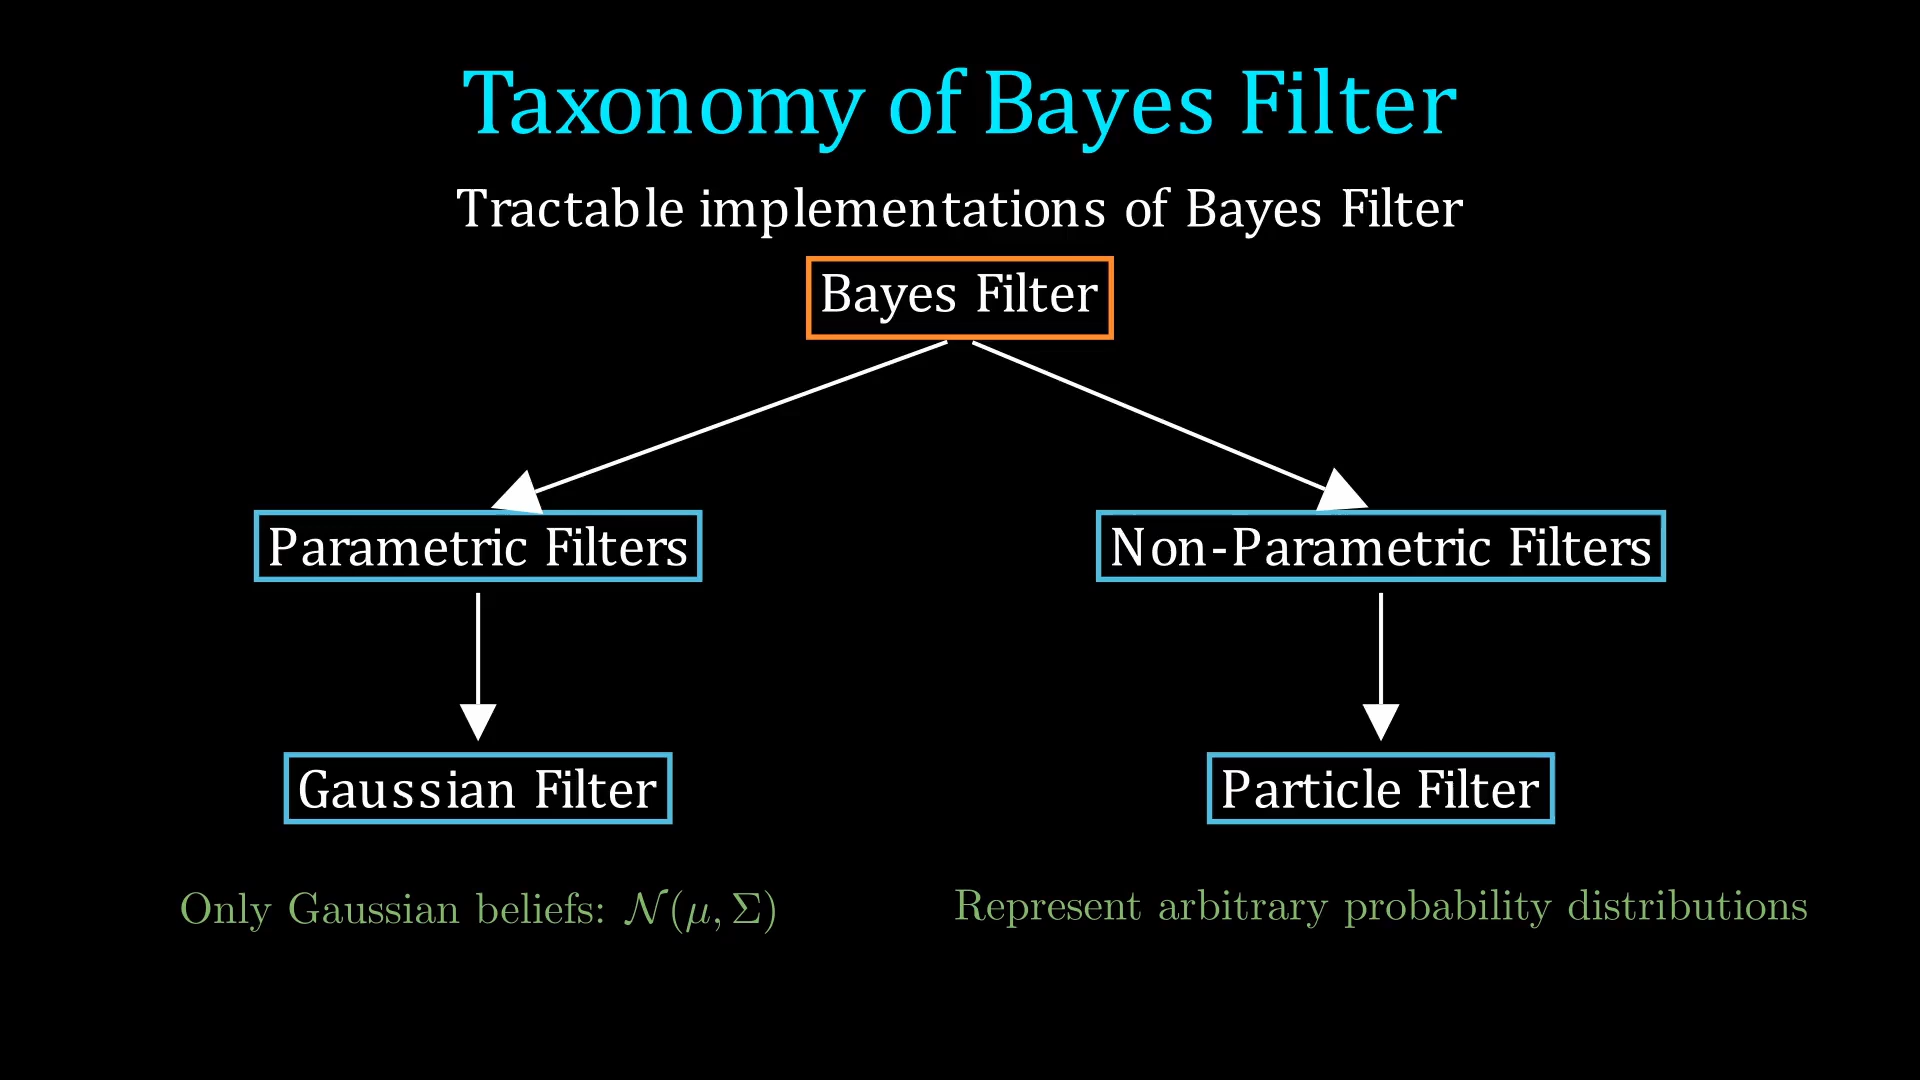 Taxonomy of Bayes Filter
Tractable implementations of Bayes Filter
Bayes Filter
Parametric Filters
Non-Parametric Filters
Gaussian Filter
Particle Filter
Only Gaussian beliefs: 𝒩(μ, Σ)
Represent arbitrary probability distributions